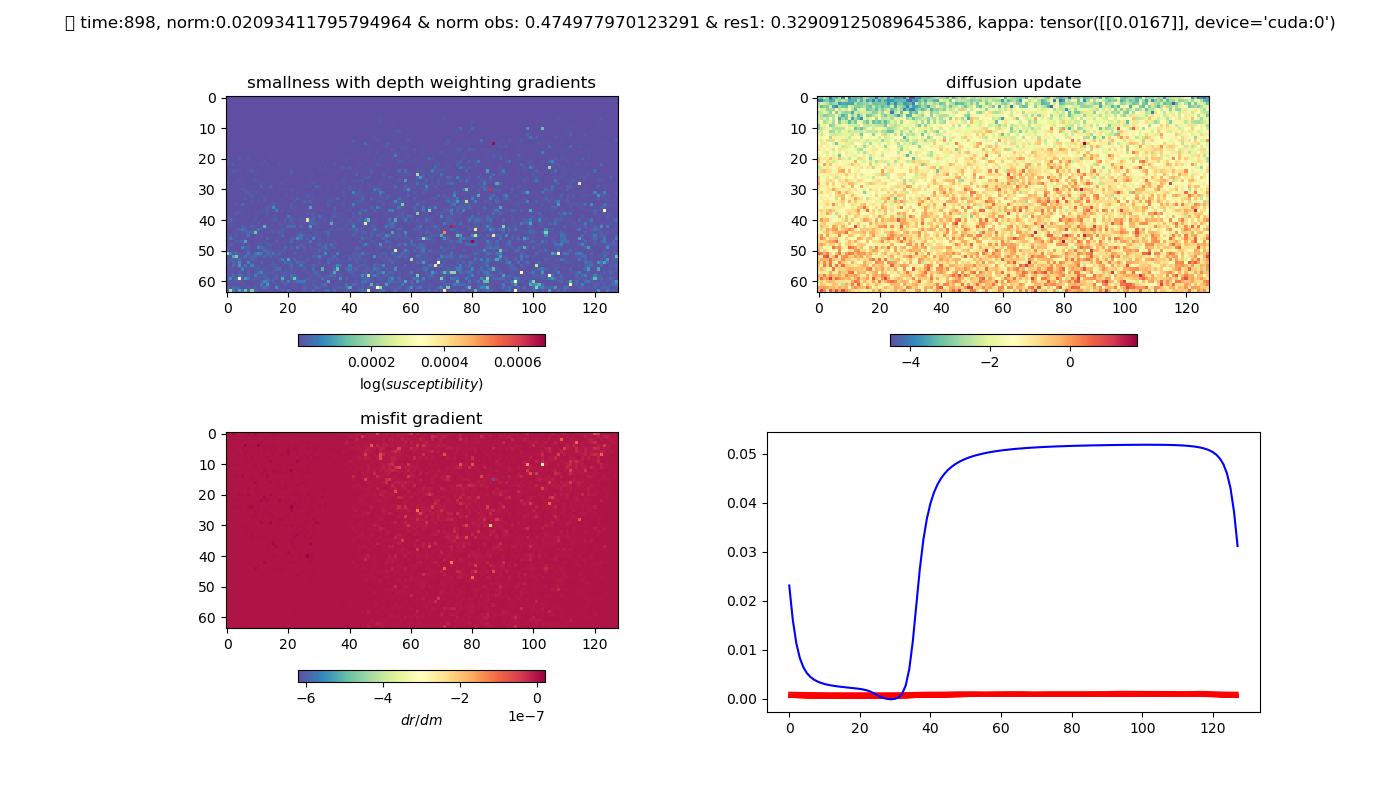 time:898, norm:0.02093411795794964 & norm obs: 0.474977970123291 & res1: 0.32909125089645386, kappa: tensor([[0.0167]], device='cuda:0')
smallness with depth weighting gradients
diffusion update
0
10
20
30
40
50
60
0 20 40 60 80 100 120
0
10
20
30
40
50
60
0 20 40 60 80 100 120
0.0002 0.0004 0.0006
log(susceptibility)
−4 −2 0
misfit gradient
0
10
20
30
40
50
60
0 20 40 60 80 100 120
−6 −4 −2 0
1e−7
dr/dm
0.05
0.04
0.03
0.02
0.01
0.00
0 20 40 60 80 100 120